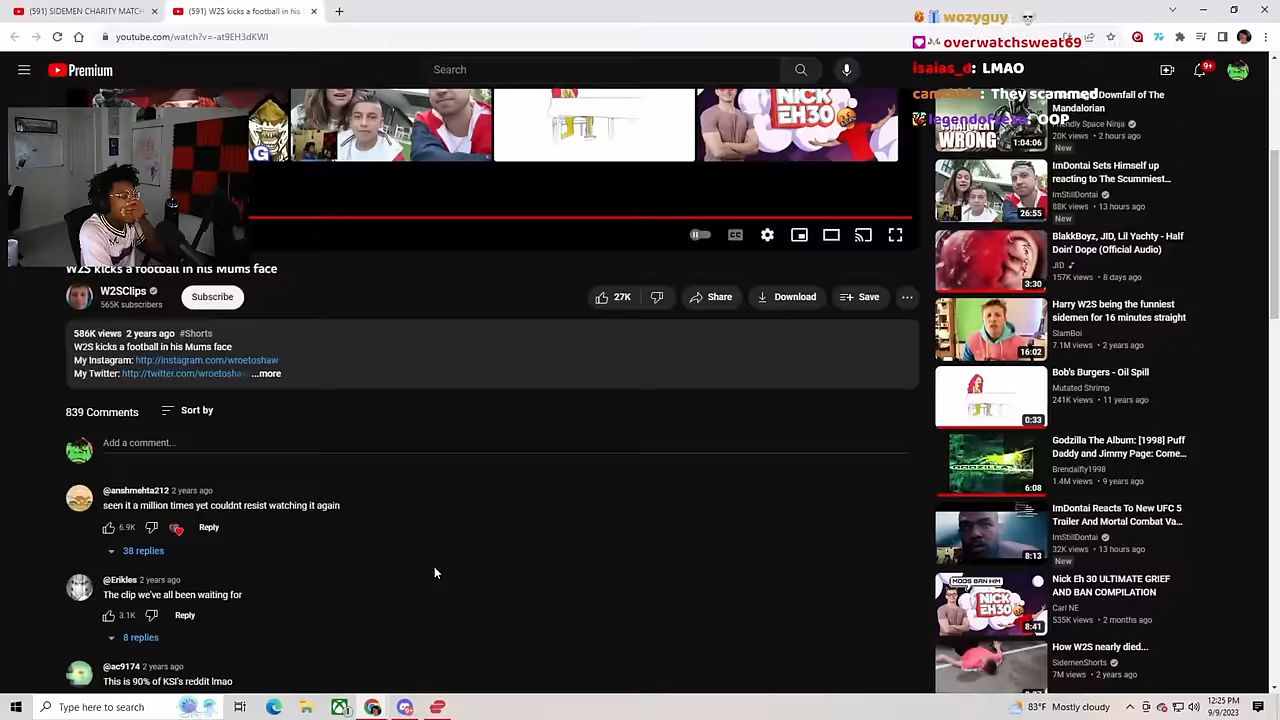 (591) SIDEMEN CHARITY MATCH
(591) W2S kicks a football in his
youtube.com/watch?v=-at9EH3dKWI
wozyguy
overwatchsweat69
isaias_d: LMAO
: They scammed
OOP
Premium
Search
9+
NICK
EH30
G
CC
W2S kicks a football in his Mums face
W2SClips
565K subscribers
Subscribe
27K
Share
Download
Save
586K views 2 years ago #Shorts
W2S kicks a football in his Mums face
My Instagram: http://instagram.com/wroetoshaw
My Twitter: http://twitter.com/wroetoshaw ...more
839 Comments
Sort by
Add a comment...
@anshmehta212 2 years ago
seen it a million times yet couldnt resist watching it again
6.9K
Reply
38 replies
@Erikles 2 years ago
The clip we've all been waiting for
3.1K
Reply
8 replies
@ac9174 2 years ago
This is 90% of KSI's reddit lmao
Downfall of The
Mandalorian
Space Ninja
20K views • 2 hours ago
New
WRONG
1:04:06
ImDontai Sets Himself up
reacting to The Scummiest...
ImStillDontai
88K views • 13 hours ago
New
26:55
BlakkBoyz, JID, Lil Yachty - Half
Doin' Dope (Official Audio)
JID
157K views • 8 days ago
3:30
Harry W2S being the funniest
sidemen for 16 minutes straight
SlamBoi
7.1M views • 2 years ago
16:02
Bob's Burgers - Oil Spill
Mutated Shrimp
241K views • 11 years ago
0:33
Godzilla The Album: [1998] Puff
Daddy and Jimmy Page: Come...
Brendalfly1998
1.4M views • 9 years ago
GODZILLA
6:08
ImDontai Reacts To New UFC 5
Trailer And Mortal Combat Va...
ImStillDontai
32K views • 13 hours ago
New
8:13
Nick Eh 30 ULTIMATE GRIEF
AND BAN COMPILATION
Carl NE
535K views • 2 months ago
MODS BAN HIM
NICK
EH30
8:41
How W2S nearly died...
SidemenShorts
7M views • 2 years ago
Type here to search
83°F Mostly cloudy
12:25 PM
9/9/2023